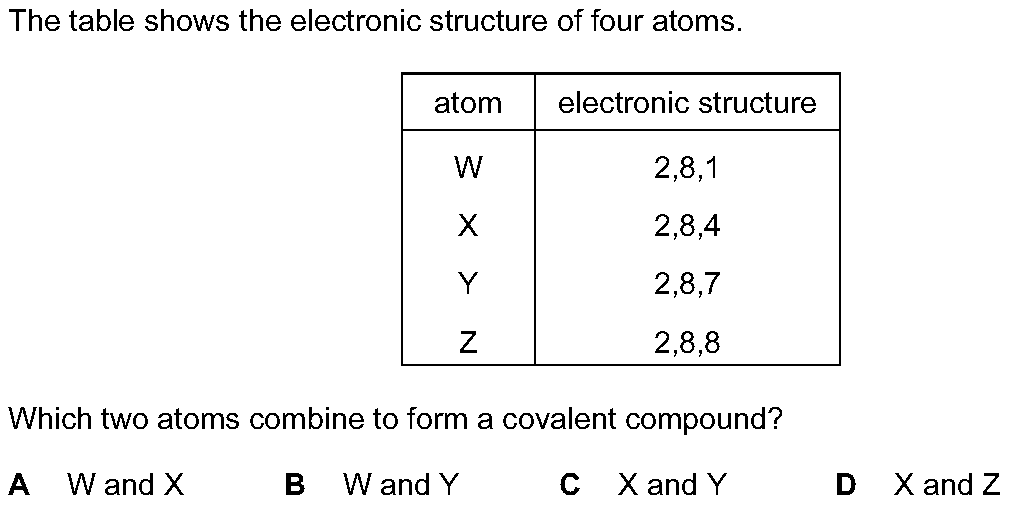 The table shows the electronic structure of four atoms.
atom electronic structure
W 2,8,1
X 2,8,4
Y 2,8,7
Z 2,8,8
Which two atoms combine to form a covalent compound?
A W and X B W and Y C X and Y D X and Z